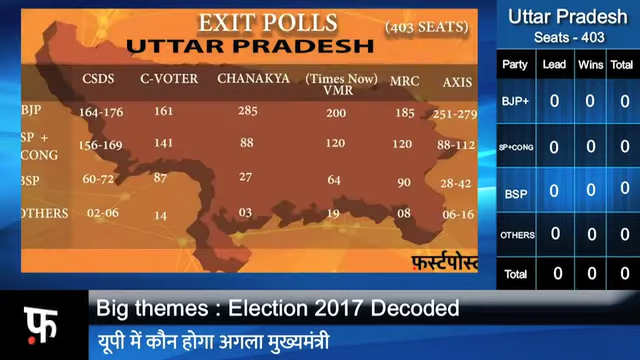 EXIT POLLS (403 SEATS)
UTTAR PRADESH
CSDS C-VOTER CHANAKYA (Times Now) VMR MRC AXIS
BJP 164-176 161 285 200 185 251-279
SP + CONG 156-169 141 88 120 120 88-112
BSP 60-72 87 27 64 90 28-42
OTHERS 02-06 14 03 19 08 06-16
फ़र्स्टपोस्ट
Uttar Pradesh
Seats - 403
Party Lead Wins Total
BJP+ 0 0 0
SP+CONG 0 0 0
BSP 0 0 0
OTHERS 0 0 0
Total 0 0 0
फ़
Big themes : Election 2017 Decoded
यूपी में कौन होगा अगला मुख्यमंत्री